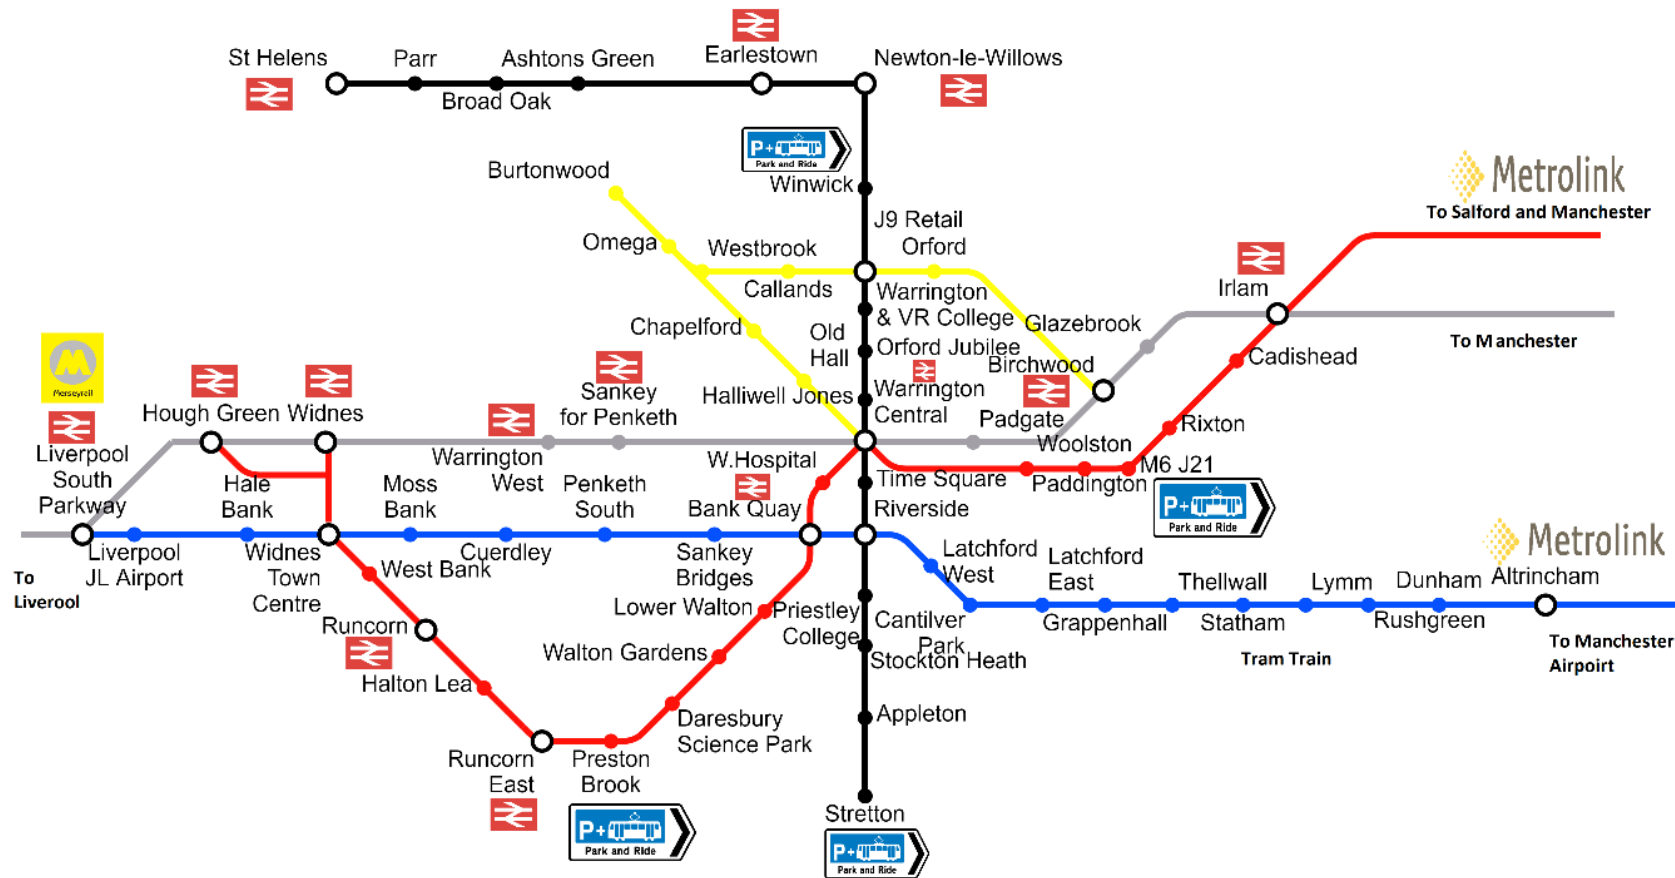 St Helens
Parr
Ashtons Green
Earlestown
Newton-le-Willows
Broad Oak
P+
Park and Ride
Burtonwood
Winwick
Metrolink
To Salford and Manchester
J9 Retail
Omega
Westbrook
Orford
Callands
Warrington
& VR College
Irlam
Chapelford
Old
Hall
Glazebrook
Orford Jubilee
To Manchester
Cadishead
Birchwood
M
Merseyrail
Halliwell Jones
Warrington
Central
Hough Green
Widnes
Sankey
for Penketh
Padgate
Rixton
Liverpool
South
Parkway
Warrington
West
W.Hospital
Woolston
M6 J21
Hale
Bank
Moss
Bank
Penketh
South
Bank Quay
Time Square
Paddington
P+
Park and Ride
Riverside
Metrolink
Liverpool
JL Airport
Widnes
Town
Centre
Cuerdley
Sankey
Bridges
Latchford
West
Latchford
East
Thellwall
Lymm
Dunham
Altrincham
To
Liverool
West Bank
Lower Walton
Priestley
College
Cantilver
Park
Grappenhall
Statham
Rushgreen
Runcorn
Walton Gardens
Stockton Heath
Tram Train
To Manchester
Airpoirt
Halton Lea
Daresbury
Science Park
Appleton
Runcorn
East
Preston
Brook
Stretton
P+
Park and Ride
P+
Park and Ride